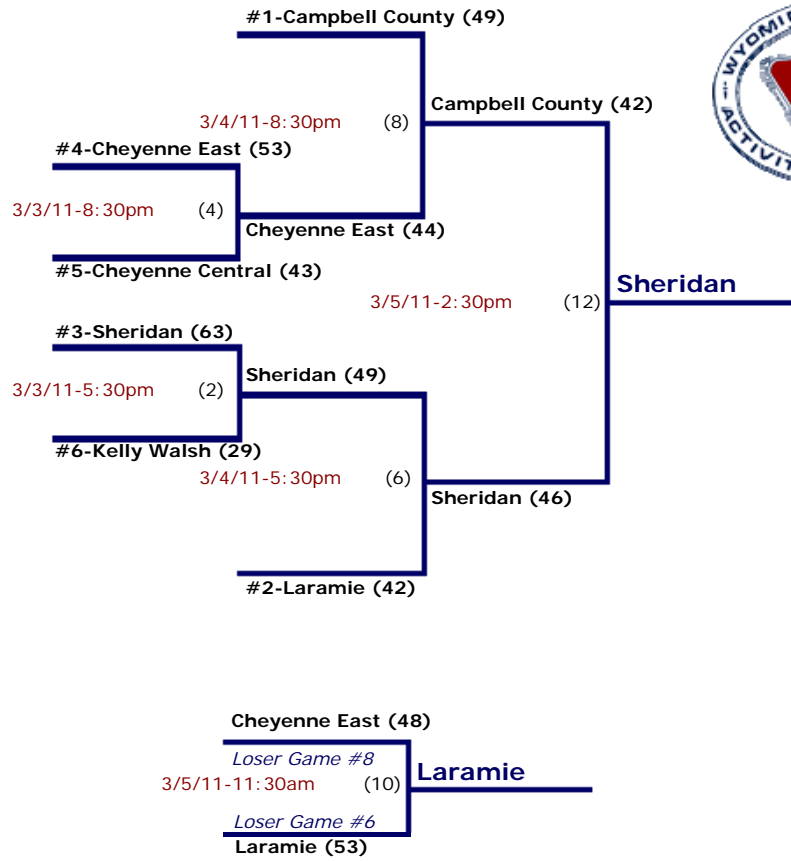 #1-Campbell County (49)
WYOMI
ACTIVIT
3/4/11-8:30pm (8)
Campbell County (42)
#4-Cheyenne East (53)
3/3/11-8:30pm (4)
Cheyenne East (44)
#5-Cheyenne Central (43)
Sheridan
3/5/11-2:30pm (12)
#3-Sheridan (63)
Sheridan (49)
3/3/11-5:30pm (2)
#6-Kelly Walsh (29)
3/4/11-5:30pm (6)
Sheridan (46)
#2-Laramie (42)
Cheyenne East (48)
Loser Game #8
3/5/11-11:30am (10)
Laramie
Loser Game #6
Laramie (53)